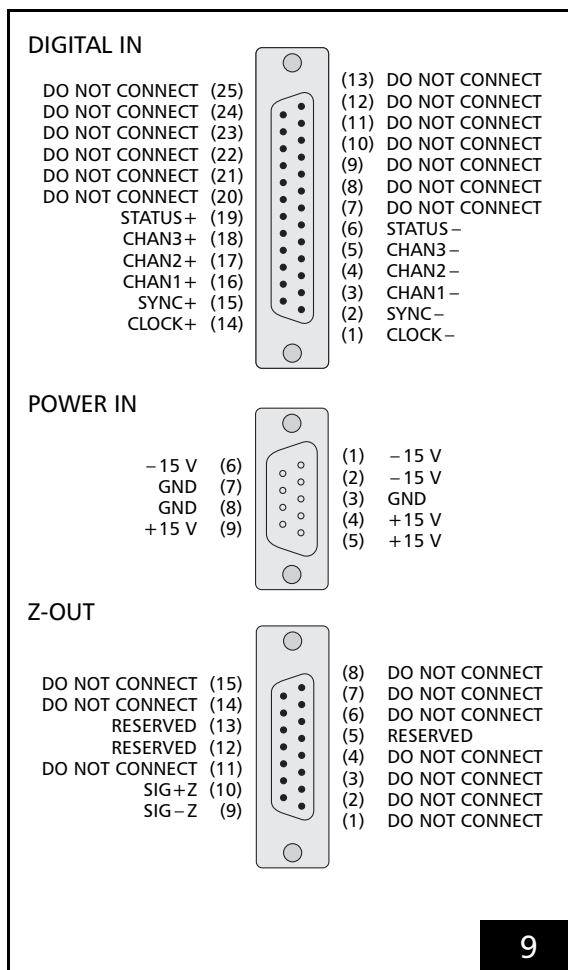 DIGITAL IN
DO NOT CONNECT (25)
DO NOT CONNECT (24)
DO NOT CONNECT (23)
DO NOT CONNECT (22)
DO NOT CONNECT (21)
DO NOT CONNECT (20)
STATUS+ (19)
CHAN3+ (18)
CHAN2+ (17)
CHAN1+ (16)
SYNC+ (15)
CLOCK+ (14)
(13) DO NOT CONNECT
(12) DO NOT CONNECT
(11) DO NOT CONNECT
(10) DO NOT CONNECT
(9) DO NOT CONNECT
(8) DO NOT CONNECT
(7) DO NOT CONNECT
(6) STATUS–
(5) CHAN3–
(4) CHAN2–
(3) CHAN1–
(2) SYNC–
(1) CLOCK–
POWER IN
–15 V (6)
GND (7)
GND (8)
+15 V (9)
(1) –15 V
(2) –15 V
(3) GND
(4) +15 V
(5) +15 V
Z-OUT
DO NOT CONNECT (15)
DO NOT CONNECT (14)
RESERVED (13)
RESERVED (12)
DO NOT CONNECT (11)
SIG+Z (10)
SIG–Z (9)
(8) DO NOT CONNECT
(7) DO NOT CONNECT
(6) DO NOT CONNECT
(5) RESERVED
(4) DO NOT CONNECT
(3) DO NOT CONNECT
(2) DO NOT CONNECT
(1) DO NOT CONNECT
9